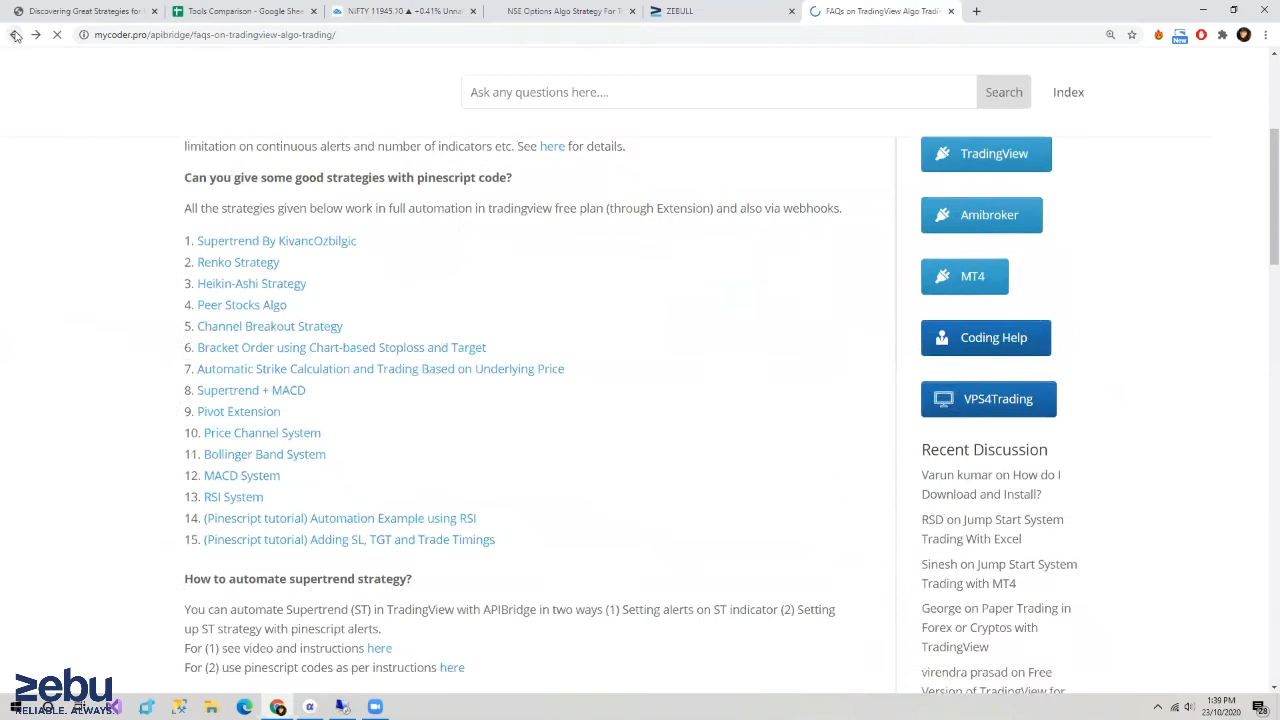 Discovering Great Strategies for
Tools Comparison - Google Shee
NIFTY 11945.10 ▲ +0.41% Unna
NSE Options Algo Strategy For T
ZEBULL
FAQs on TradingView Algo Tradi
mycoder.pro/apibridge/faqs-on-tradingview-algo-trading/
New
Ask any questions here....
Search
Index
limitation on continuous alerts and number of indicators etc. See here for details.
Can you give some good strategies with pinescript code?
All the strategies given below work in full automation in tradingview free plan (through Extension) and also via webhooks.
1. Supertrend By KivancOzbilgic
2. Renko Strategy
3. Heikin-Ashi Strategy
4. Peer Stocks Algo
5. Channel Breakout Strategy
6. Bracket Order using Chart-based Stoploss and Target
7. Automatic Strike Calculation and Trading Based on Underlying Price
8. Supertrend + MACD
9. Pivot Extension
10. Price Channel System
11. Bollinger Band System
12. MACD System
13. RSI System
14. (Pinescript tutorial) Automation Example using RSI
15. (Pinescript tutorial) Adding SL, TGT and Trade Timings
How to automate supertrend strategy?
You can automate Supertrend (ST) in TradingView with APIBridge in two ways (1) Setting alerts on ST indicator (2) Setting
up ST strategy with pinescript alerts.
For (1) see video and instructions here
For (2) use pinescript codes as per instructions here
TradingView
Amibroker
MT4
Coding Help
VPS4Trading
Recent Discussion
Varun kumar on How do I
Download and Install?
RSD on Jump Start System
Trading With Excel
Sinesh on Jump Start System
Trading with MT4
George on Paper Trading in
Forex or Cryptos with
TradingView
virendra prasad on Free
Version of TradingView for
zebu
RELIABLE. ALWAYS.
1:39 PM
23/10/2020
28